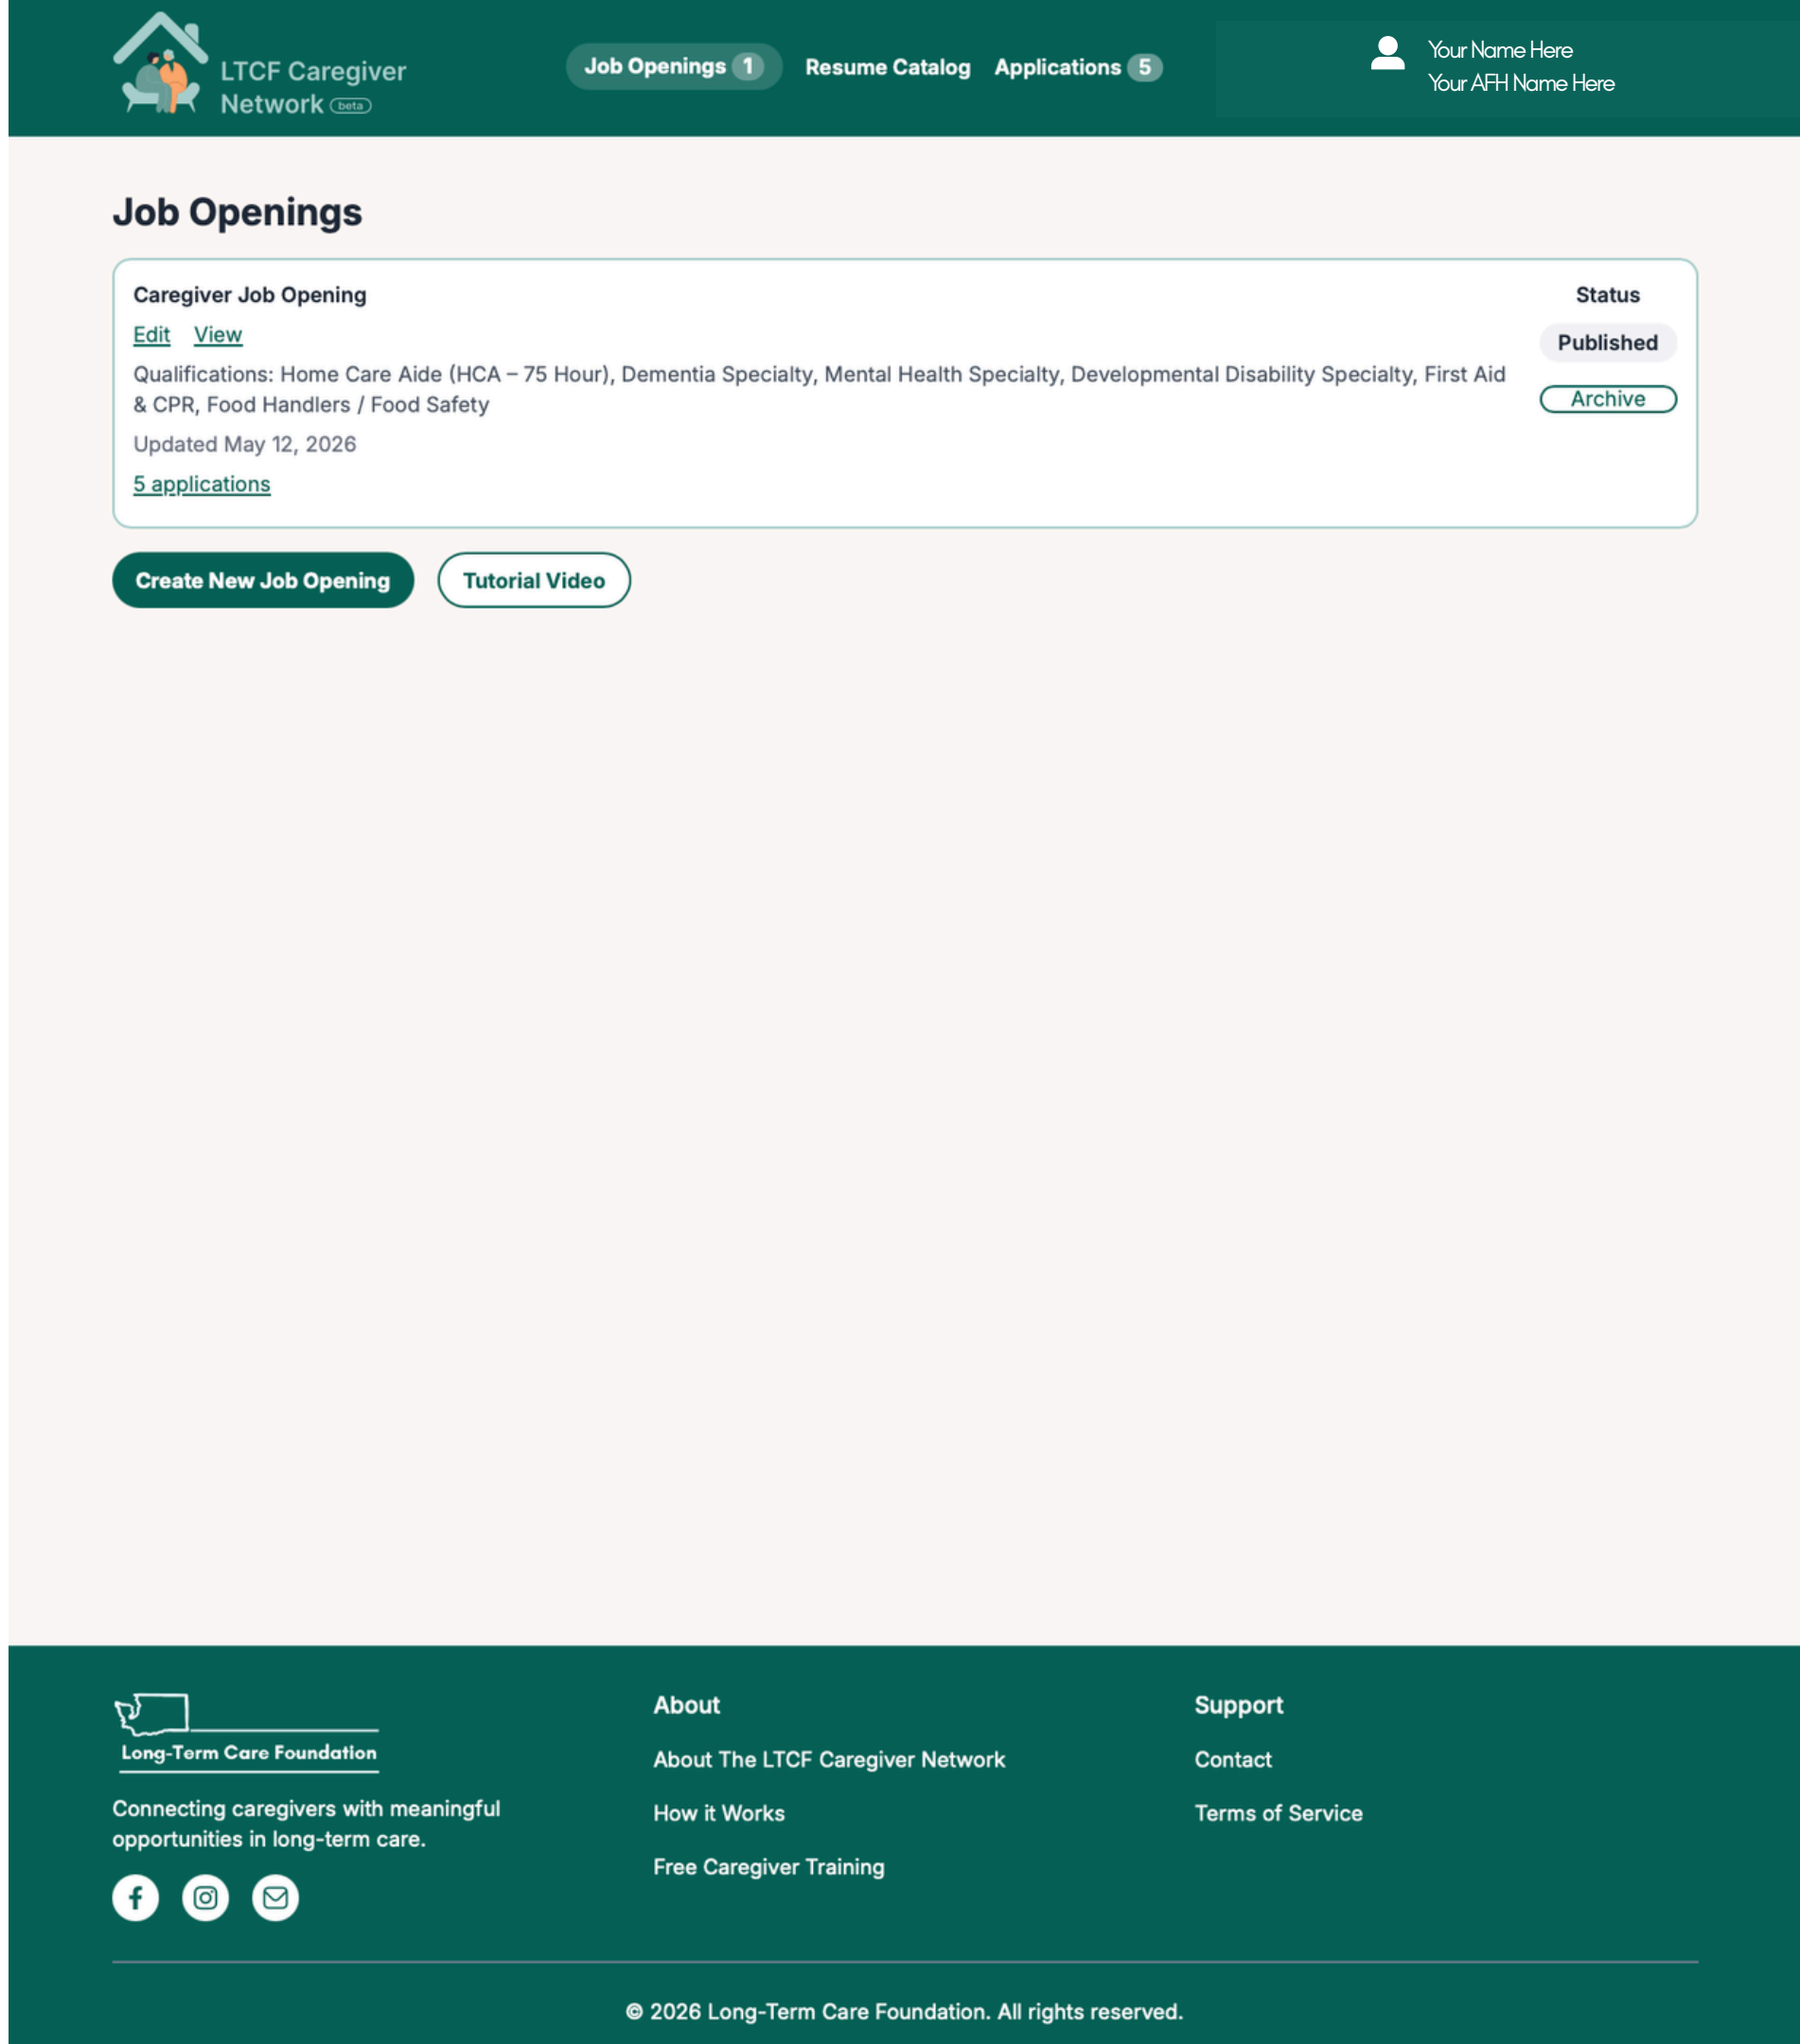 LTCF Caregiver
Network beta
Job Openings 1
Resume Catalog
Applications 5
Your Name Here
Your AFH Name Here
Job Openings
Caregiver Job Opening
Status
Edit View
Published
Qualifications: Home Care Aide (HCA – 75 Hour), Dementia Specialty, Mental Health Specialty, Developmental Disability Specialty, First Aid
& CPR, Food Handlers / Food Safety
Archive
Updated May 12, 2026
5 applications
Create New Job Opening
Tutorial Video
Long-Term Care Foundation
Connecting caregivers with meaningful
opportunities in long-term care.
About
About The LTCF Caregiver Network
How it Works
Free Caregiver Training
Support
Contact
Terms of Service
© 2026 Long-Term Care Foundation. All rights reserved.